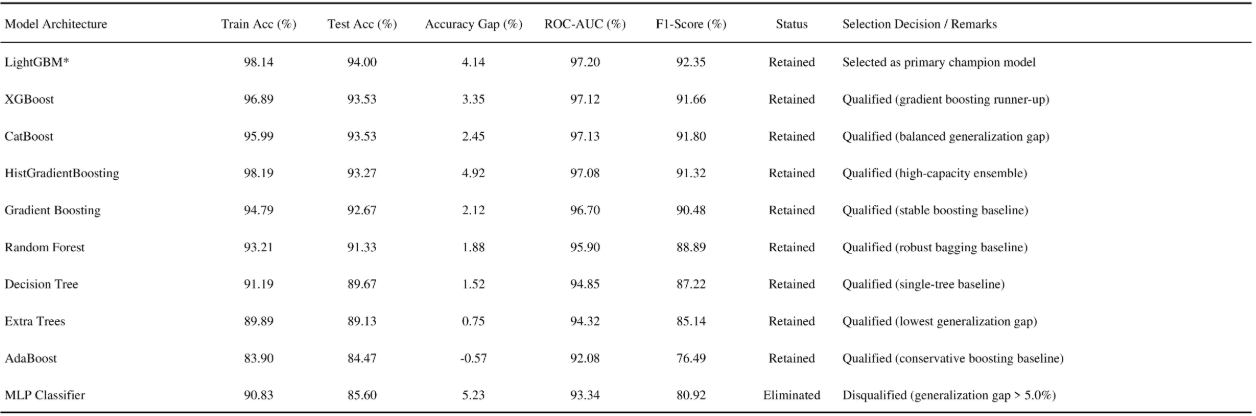 Model Architecture Train Acc (%) Test Acc (%) Accuracy Gap (%) ROC-AUC (%) F1-Score (%) Status Selection Decision / Remarks
LightGBM* 98.14 94.00 4.14 97.20 92.35 Retained Selected as primary champion model
XGBoost 96.89 93.53 3.35 97.12 91.66 Retained Qualified (gradient boosting runner-up)
CatBoost 95.99 93.53 2.45 97.13 91.80 Retained Qualified (balanced generalization gap)
HistGradientBoosting 98.19 93.27 4.92 97.08 91.32 Retained Qualified (high-capacity ensemble)
Gradient Boosting 94.79 92.67 2.12 96.70 90.48 Retained Qualified (stable boosting baseline)
Random Forest 93.21 91.33 1.88 95.90 88.89 Retained Qualified (robust bagging baseline)
Decision Tree 91.19 89.67 1.52 94.85 87.22 Retained Qualified (single-tree baseline)
Extra Trees 89.89 89.13 0.75 94.32 85.14 Retained Qualified (lowest generalization gap)
AdaBoost 83.90 84.47 -0.57 92.08 76.49 Retained Qualified (conservative boosting baseline)
MLP Classifier 90.83 85.60 5.23 93.34 80.92 Eliminated Disqualified (generalization gap > 5.0%)